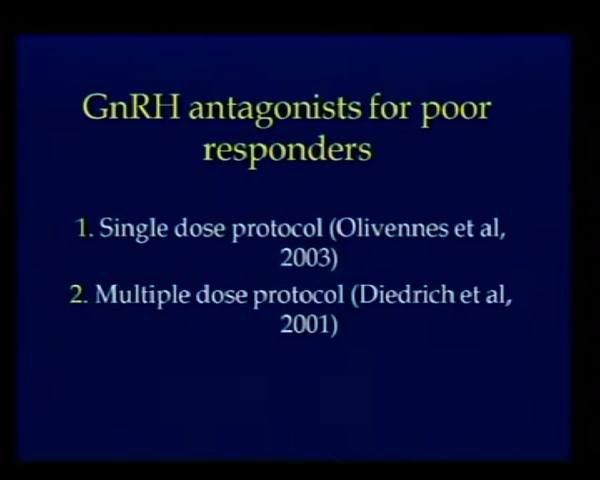 GnRH antagonists for poor
responders
1. Single dose protocol (Olivennes et al,
2003)
2. Multiple dose protocol (Diedrich et al,
2001)